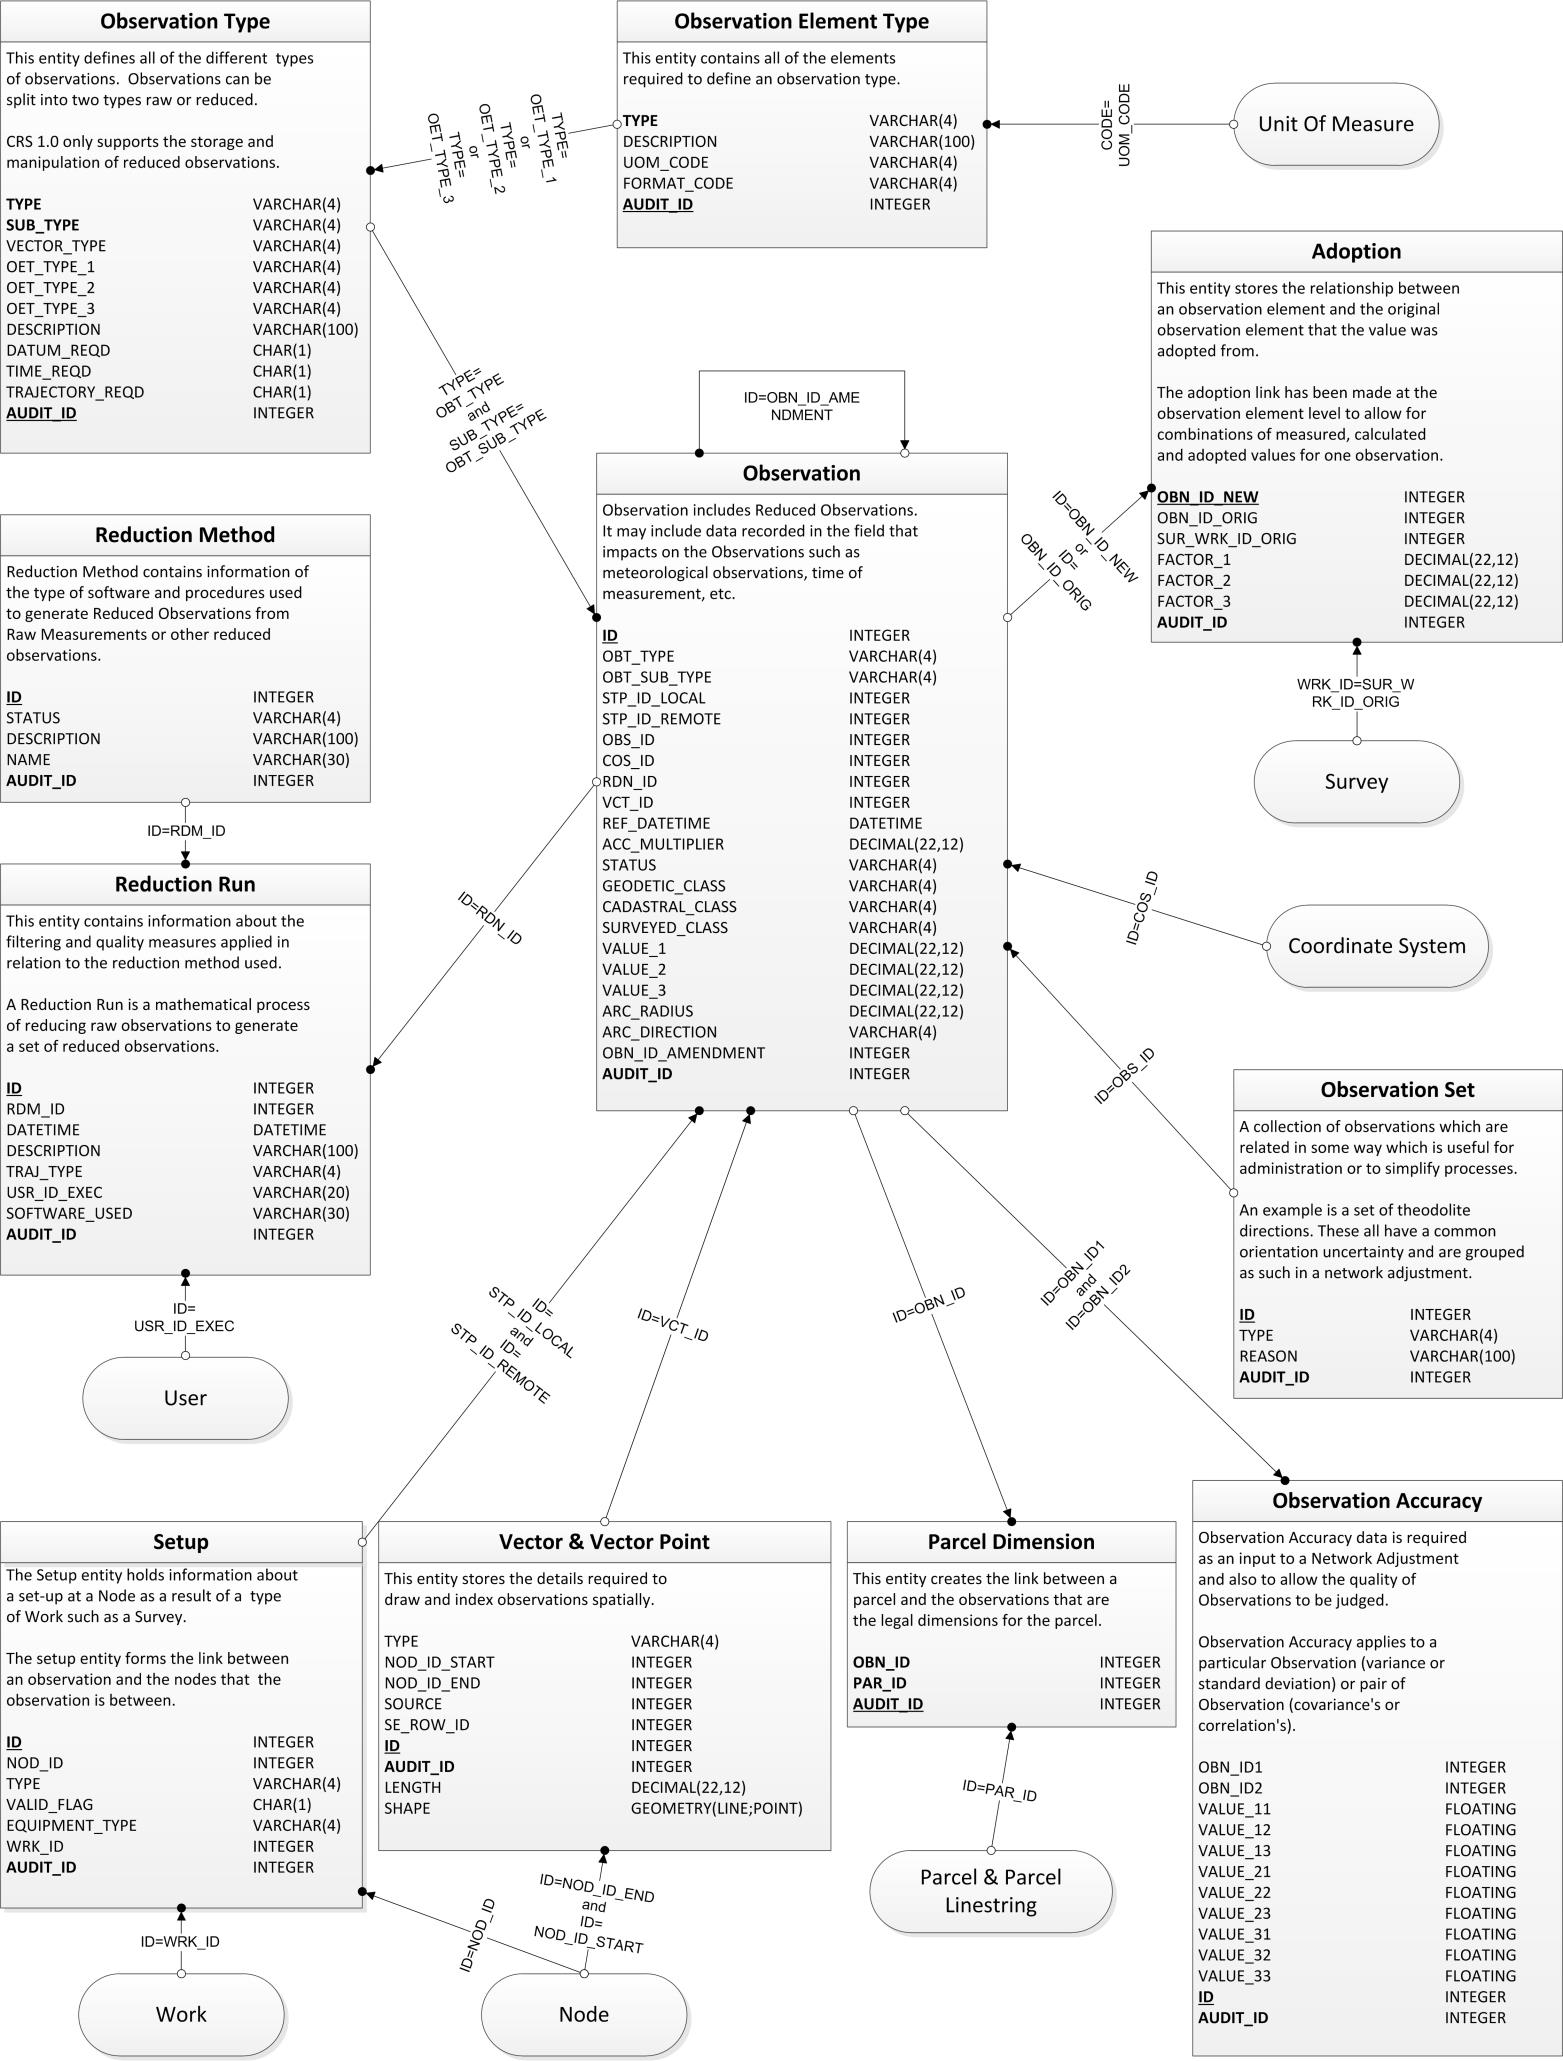 Observation Type
This entity defines all of the different types
of observations. Observations can be
split into two types raw or reduced.
CRS 1.0 only supports the storage and
manipulation of reduced observations.
TYPE VARCHAR(4)
SUB_TYPE VARCHAR(4)
VECTOR_TYPE VARCHAR(4)
OET_TYPE_1 VARCHAR(4)
OET_TYPE_2 VARCHAR(4)
OET_TYPE_3 VARCHAR(4)
DESCRIPTION VARCHAR(100)
DATUM_REQD CHAR(1)
TIME_REQD CHAR(1)
TRAJECTORY_REQD CHAR(1)
AUDIT_ID INTEGER
TYPE=
OET_TYPE_1
or
TYPE=
OET_TYPE_2
or
TYPE=
OET_TYPE_3
Observation Element Type
This entity contains all of the elements
required to define an observation type.
TYPE VARCHAR(4)
DESCRIPTION VARCHAR(100)
UOM_CODE VARCHAR(4)
FORMAT_CODE VARCHAR(4)
AUDIT_ID INTEGER
CODE=
UOM_CODE
Unit Of Measure
Adoption
This entity stores the relationship between
an observation element and the original
observation element that the value was
adopted from.
The adoption link has been made at the
observation element level to allow for
combinations of measured, calculated
and adopted values for one observation.
OBN_ID_NEW INTEGER
OBN_ID_ORIG INTEGER
SUR_WRK_ID_ORIG INTEGER
FACTOR_1 DECIMAL(22,12)
FACTOR_2 DECIMAL(22,12)
FACTOR_3 DECIMAL(22,12)
AUDIT_ID INTEGER
TYPE=
OBT_TYPE
and
SUB_TYPE=
OBT_SUB_TYPE
ID=OBN_ID_AME
NDMENT
Observation
Observation includes Reduced Observations.
It may include data recorded in the field that
impacts on the Observations such as
meteorological observations, time of
measurement, etc.
ID INTEGER
OBT_TYPE VARCHAR(4)
OBT_SUB_TYPE VARCHAR(4)
STP_ID_LOCAL INTEGER
STP_ID_REMOTE INTEGER
OBS_ID INTEGER
COS_ID INTEGER
RDN_ID INTEGER
VCT_ID INTEGER
REF_DATETIME DATETIME
ACC_MULTIPLIER DECIMAL(22,12)
STATUS VARCHAR(4)
GEODETIC_CLASS VARCHAR(4)
CADASTRAL_CLASS VARCHAR(4)
SURVEYED_CLASS VARCHAR(4)
VALUE_1 DECIMAL(22,12)
VALUE_2 DECIMAL(22,12)
VALUE_3 DECIMAL(22,12)
ARC_RADIUS DECIMAL(22,12)
ARC_DIRECTION VARCHAR(4)
OBN_ID_AMENDMENT INTEGER
AUDIT_ID INTEGER
ID=OBN_ID_NEW
or
ID=
OBN_ID_ORIG
WRK_ID=SUR_W
RK_ID_ORIG
Survey
Reduction Method
Reduction Method contains information of
the type of software and procedures used
to generate Reduced Observations from
Raw Measurements or other reduced
observations.
ID INTEGER
STATUS VARCHAR(4)
DESCRIPTION VARCHAR(100)
NAME VARCHAR(30)
AUDIT_ID INTEGER
ID=RDM_ID
Reduction Run
This entity contains information about the
filtering and quality measures applied in
relation to the reduction method used.
A Reduction Run is a mathematical process
of reducing raw observations to generate
a set of reduced observations.
ID INTEGER
RDM_ID INTEGER
DATETIME DATETIME
DESCRIPTION VARCHAR(100)
TRAJ_TYPE VARCHAR(4)
USR_ID_EXEC VARCHAR(20)
SOFTWARE_USED VARCHAR(30)
AUDIT_ID INTEGER
ID=RDN_ID
ID=COS_ID
Coordinate System
ID=OBS_ID
Observation Set
A collection of observations which are
related in some way which is useful for
administration or to simplify processes.
An example is a set of theodolite
directions. These all have a common
orientation uncertainty and are grouped
as such in a network adjustment.
ID INTEGER
TYPE VARCHAR(4)
REASON VARCHAR(100)
AUDIT_ID INTEGER
ID=
USR_ID_EXEC
User
ID=
STP_ID_LOCAL
and
ID=
STP_ID_REMOTE
ID=VCT_ID
ID=OBN_ID
ID=OBN_ID1
and
ID=OBN_ID2
Setup
The Setup entity holds information about
a set-up at a Node as a result of a type
of Work such as a Survey.
The setup entity forms the link between
an observation and the nodes that the
observation is between.
ID INTEGER
NOD_ID INTEGER
TYPE VARCHAR(4)
VALID_FLAG CHAR(1)
EQUIPMENT_TYPE VARCHAR(4)
WRK_ID INTEGER
AUDIT_ID INTEGER
Vector & Vector Point
This entity stores the details required to
draw and index observations spatially.
TYPE VARCHAR(4)
NOD_ID_START INTEGER
NOD_ID_END INTEGER
SOURCE INTEGER
SE_ROW_ID INTEGER
ID INTEGER
AUDIT_ID INTEGER
LENGTH DECIMAL(22,12)
SHAPE GEOMETRY(LINE;POINT)
Parcel Dimension
This entity creates the link between a
parcel and the observations that are
the legal dimensions for the parcel.
OBN_ID INTEGER
PAR_ID INTEGER
AUDIT_ID INTEGER
Observation Accuracy
Observation Accuracy data is required
as an input to a Network Adjustment
and also to allow the quality of
Observations to be judged.
Observation Accuracy applies to a
particular Observation (variance or
standard deviation) or pair of
Observation (covariance's or
correlation's).
OBN_ID1 INTEGER
OBN_ID2 INTEGER
VALUE_11 FLOATING
VALUE_12 FLOATING
VALUE_13 FLOATING
VALUE_21 FLOATING
VALUE_22 FLOATING
VALUE_23 FLOATING
VALUE_31 FLOATING
VALUE_32 FLOATING
VALUE_33 FLOATING
ID INTEGER
AUDIT_ID INTEGER
ID=WRK_ID
Work
ID=NOD_ID
ID=NOD_ID_END
and
ID=
NOD_ID_START
Node
ID=PAR_ID
Parcel & Parcel
Linestring